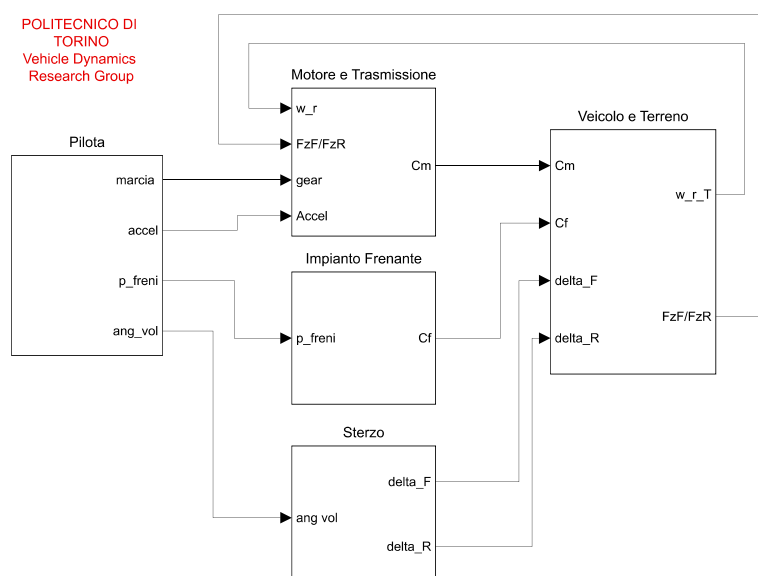 POLITECNICO DI
TORINO
Vehicle Dynamics
Research Group
Pilota
marcia
accel
p_freni
ang_vol
Motore e Trasmissione
w_r
FzF/FzR
gear
Accel
Cm
Impianto Frenante
p_freni
Cf
Sterzo
ang vol
delta_F
delta_R
Veicolo e Terreno
Cm
Cf
delta_F
delta_R
w_r_T
FzF/FzR